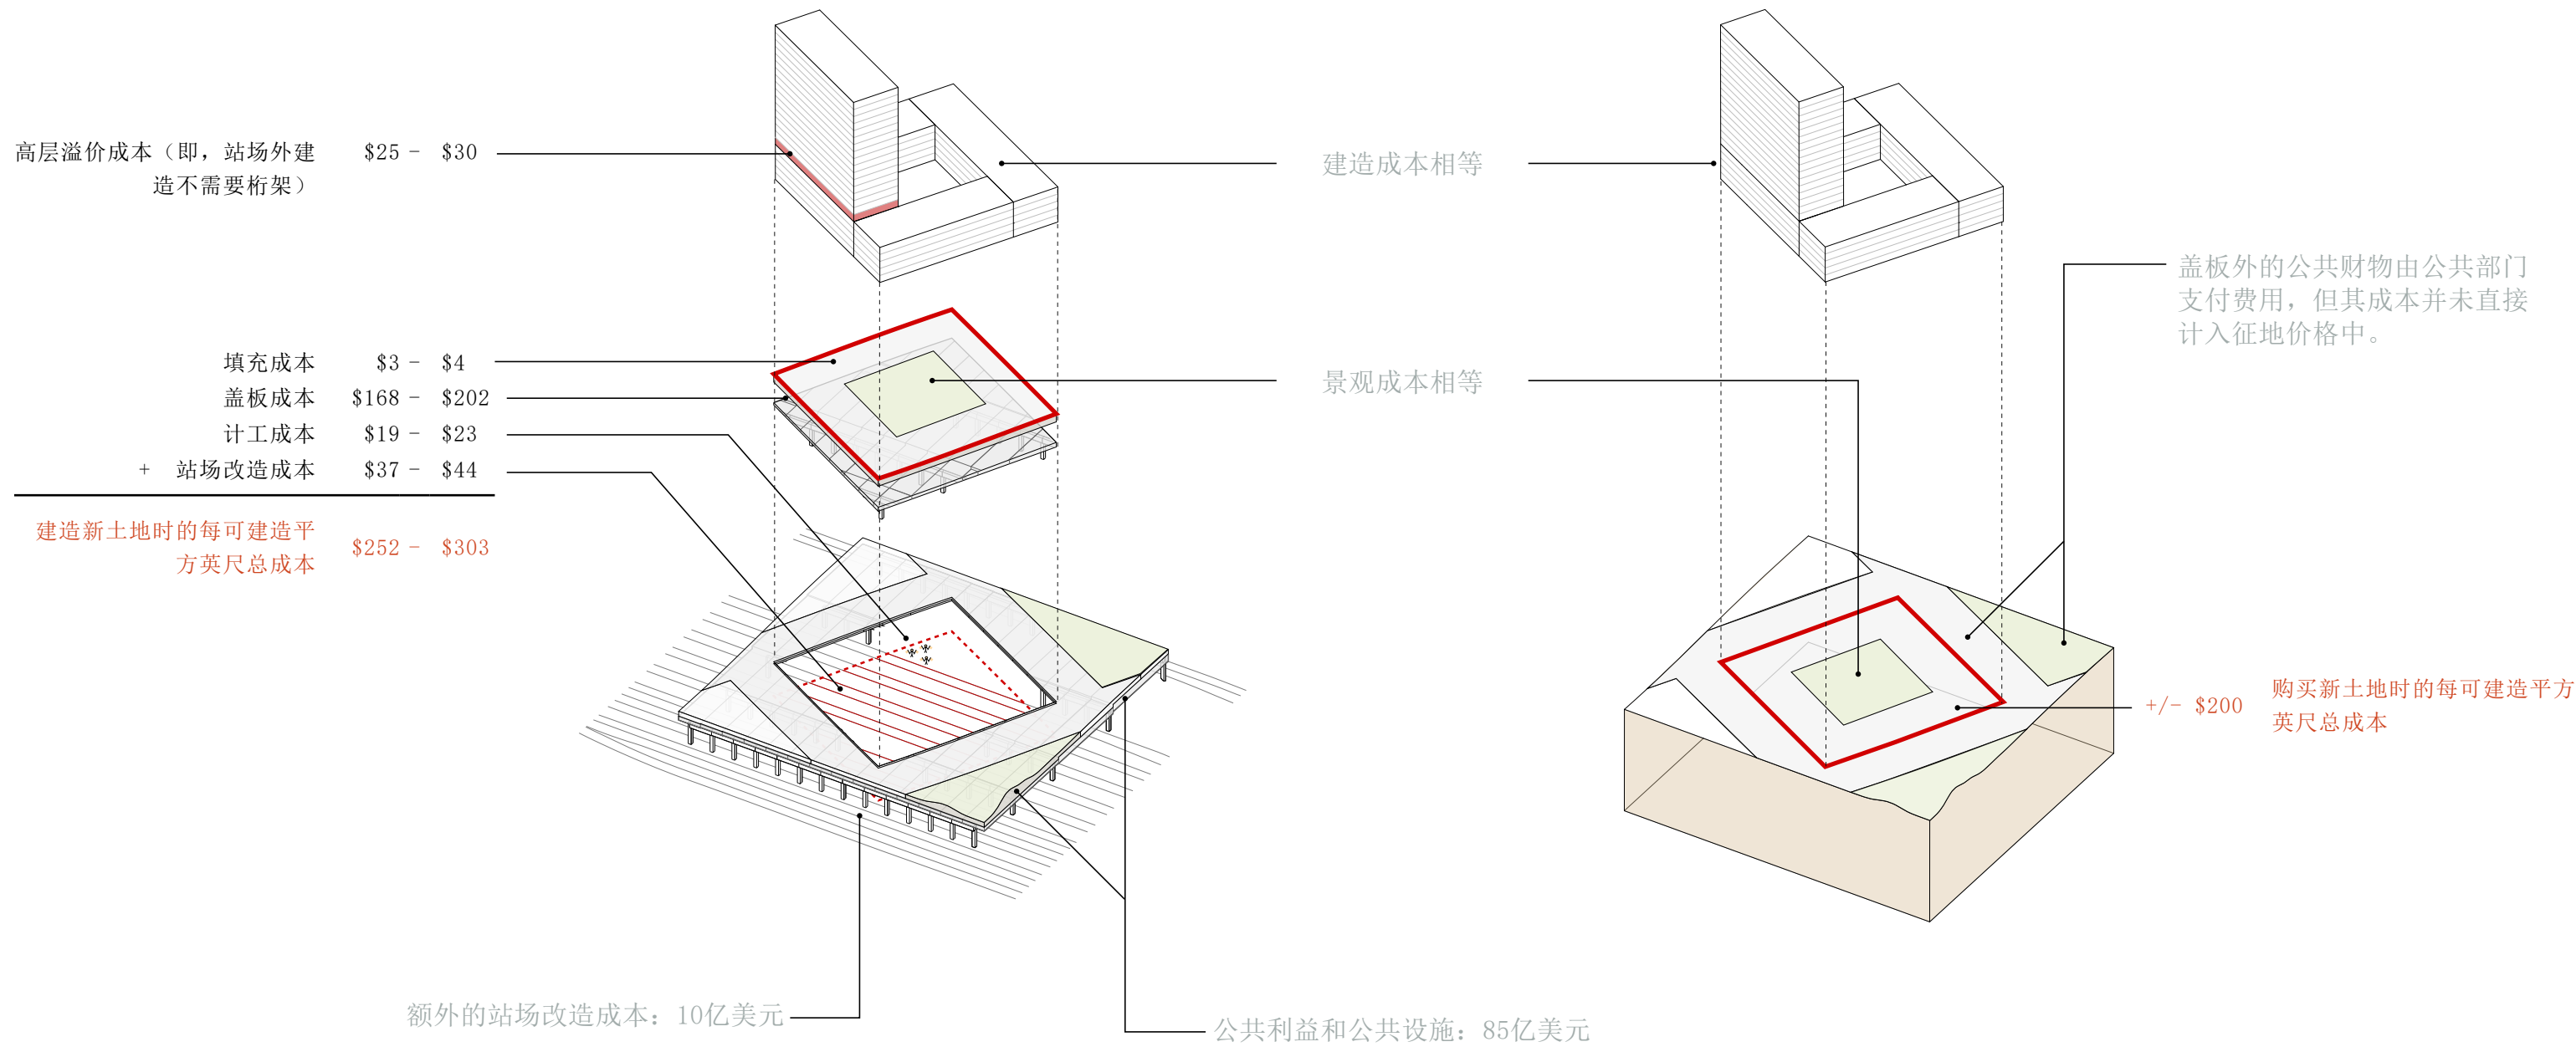 高层溢价成本（即，站场外建 $25 - $30
造不需要桁架）
建造成本相等
盖板外的公共财物由公共部门
支付费用，但其成本并未直接
计入征地价格中。
填充成本 $3 - $4
盖板成本 $168 - $202
计工成本 $19 - $23
+ 站场改造成本 $37 - $44
景观成本相等
建造新土地时的每可建造平
方英尺总成本 $252 - $303
+/- $200 购买新土地时的每可建造平方
英尺总成本
额外的站场改造成本：10亿美元
公共利益和公共设施：85亿美元